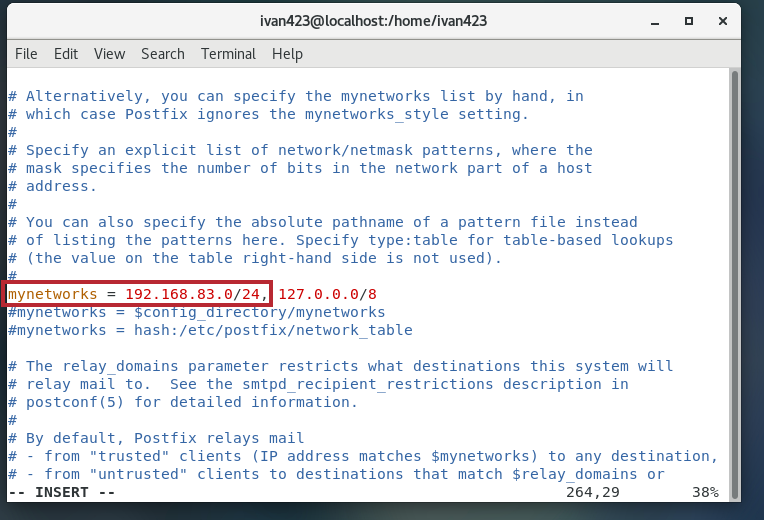 ivan423@localhost:/home/ivan423
File Edit View Search Terminal Help
# Alternatively, you can specify the mynetworks list by hand, in
# which case Postfix ignores the mynetworks_style setting.
#
# Specify an explicit list of network/netmask patterns, where the
# mask specifies the number of bits in the network part of a host
# address.
#
# You can also specify the absolute pathname of a pattern file instead
# of listing the patterns here. Specify type:table for table-based lookups
# (the value on the table right-hand side is not used).
#
mynetworks = 192.168.83.0/24, 127.0.0.0/8
#mynetworks = $config_directory/mynetworks
#mynetworks = hash:/etc/postfix/network_table
# The relay_domains parameter restricts what destinations this system will
# relay mail to.  See the smtpd_recipient_restrictions description in
# postconf(5) for detailed information.
#
# By default, Postfix relays mail
# - from "trusted" clients (IP address matches $mynetworks) to any destination,
# - from "untrusted" clients to destinations that match $relay_domains or
-- INSERT -- 264,29 38%